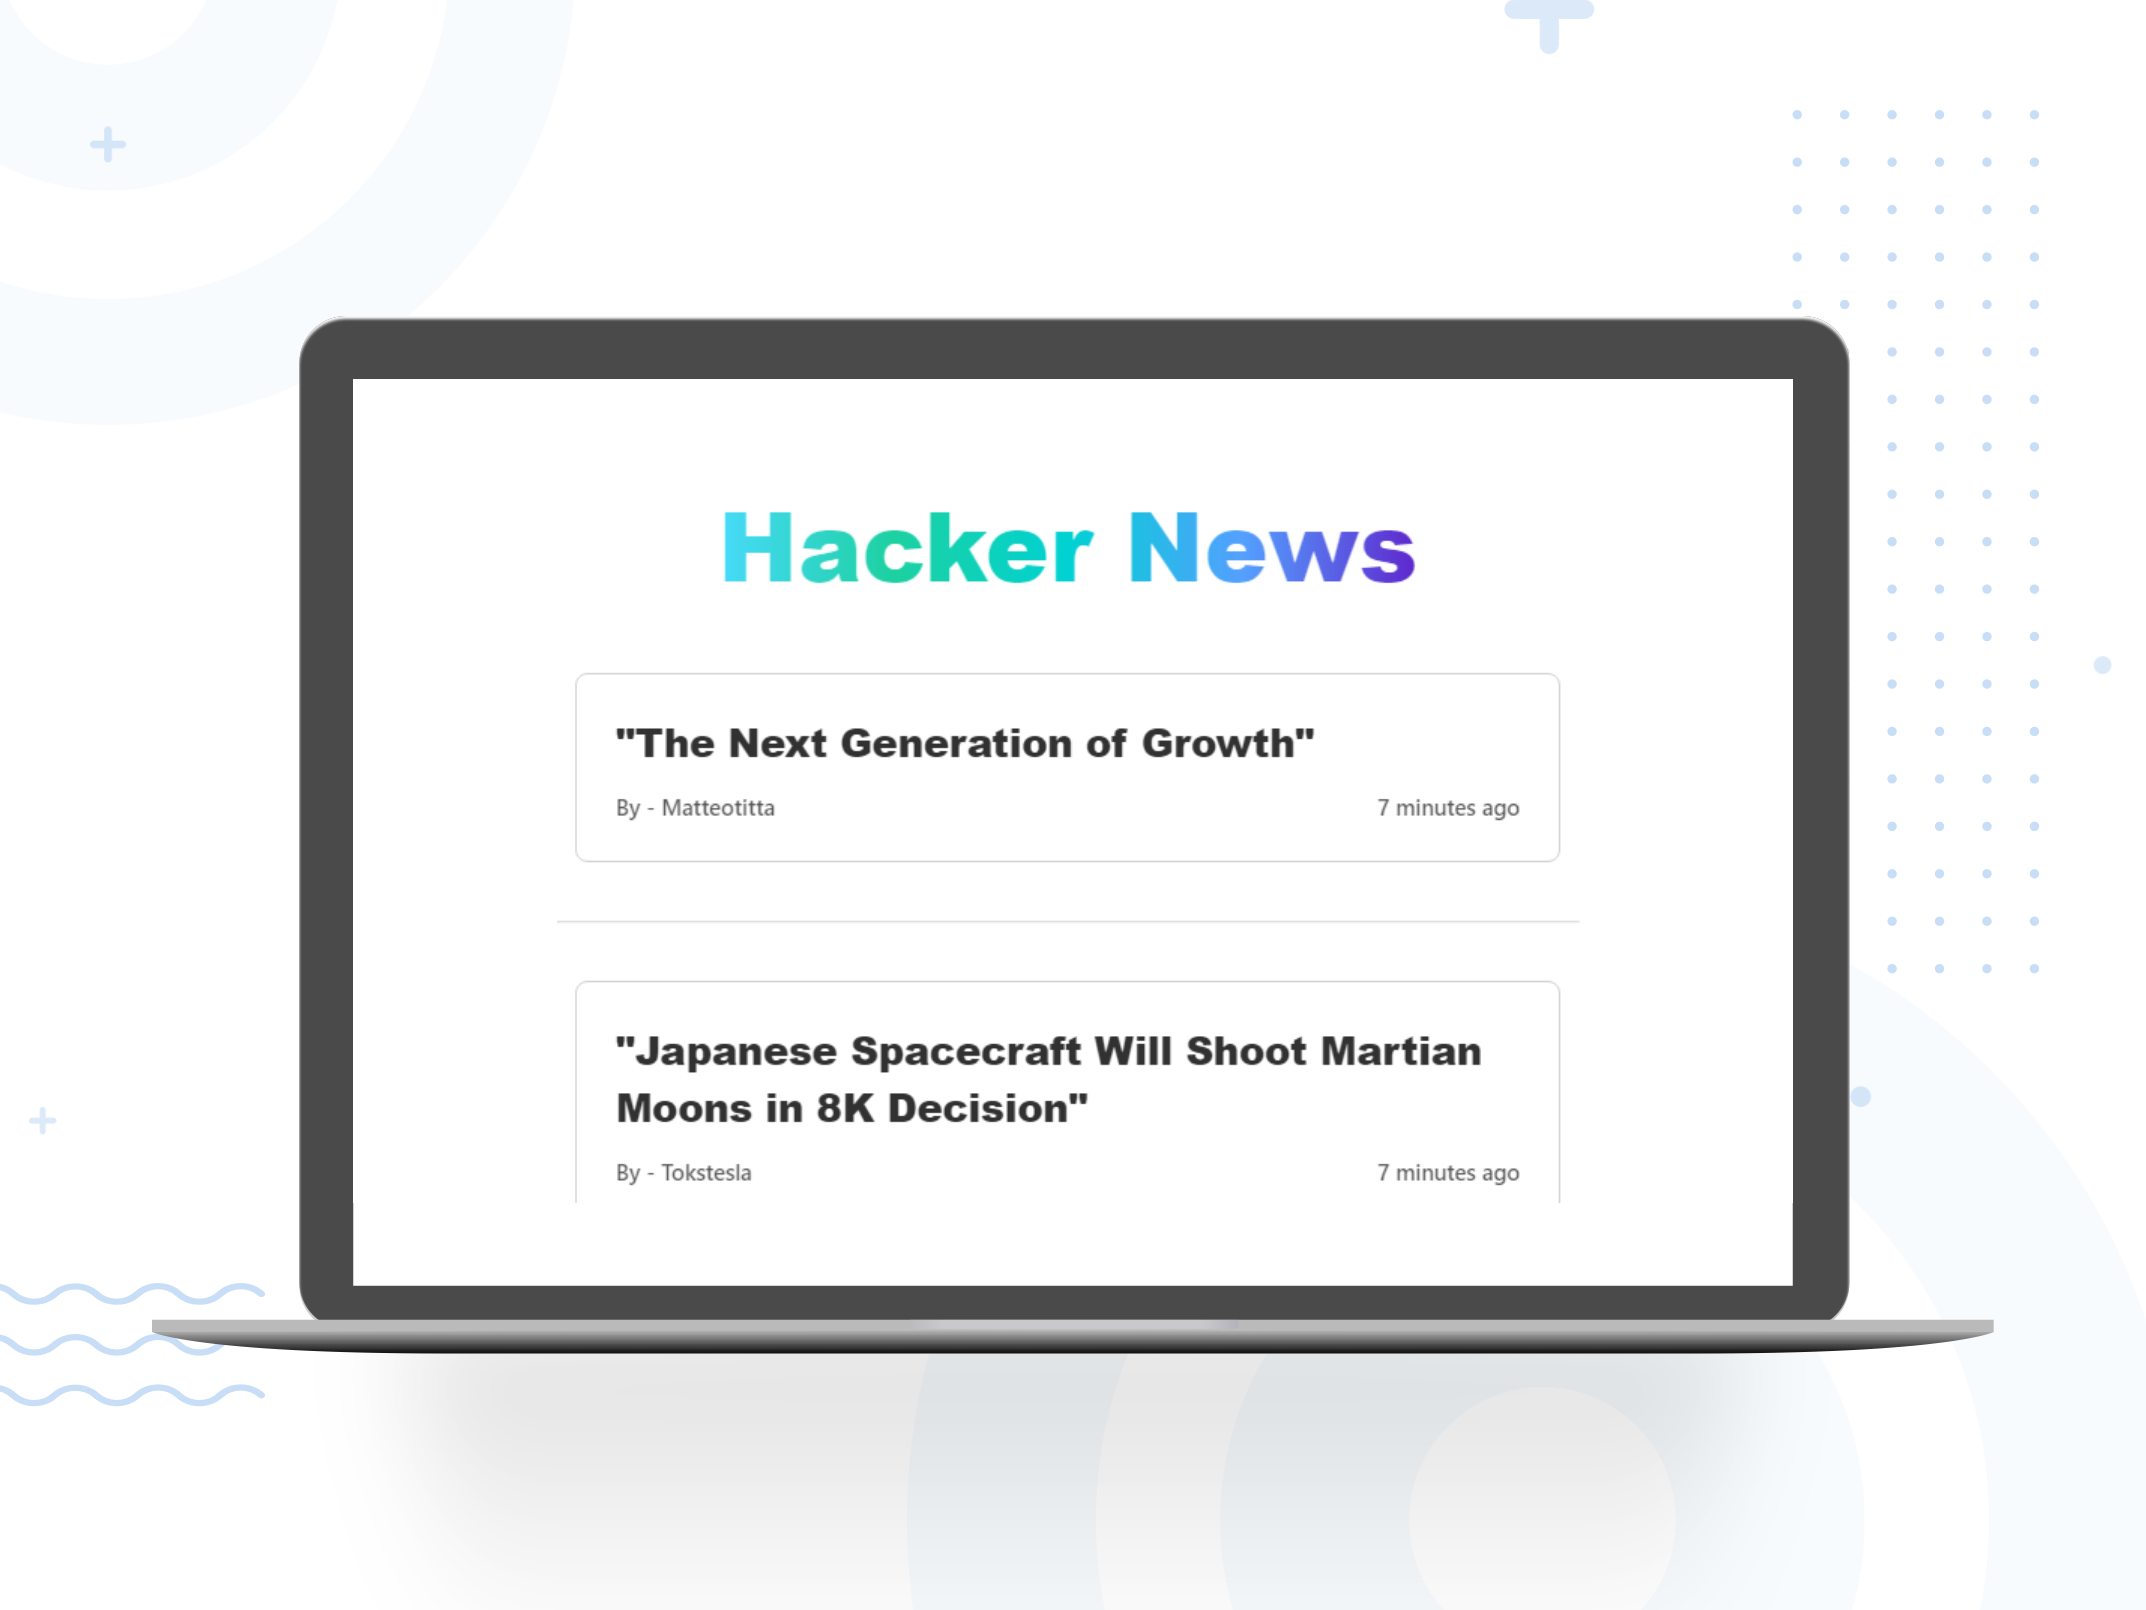 Hacker News
"The Next Generation of Growth"
By - Matteotitta
7 minutes ago
"Japanese Spacecraft Will Shoot Martian
Moons in 8K Decision"
By - Tokstesla
7 minutes ago